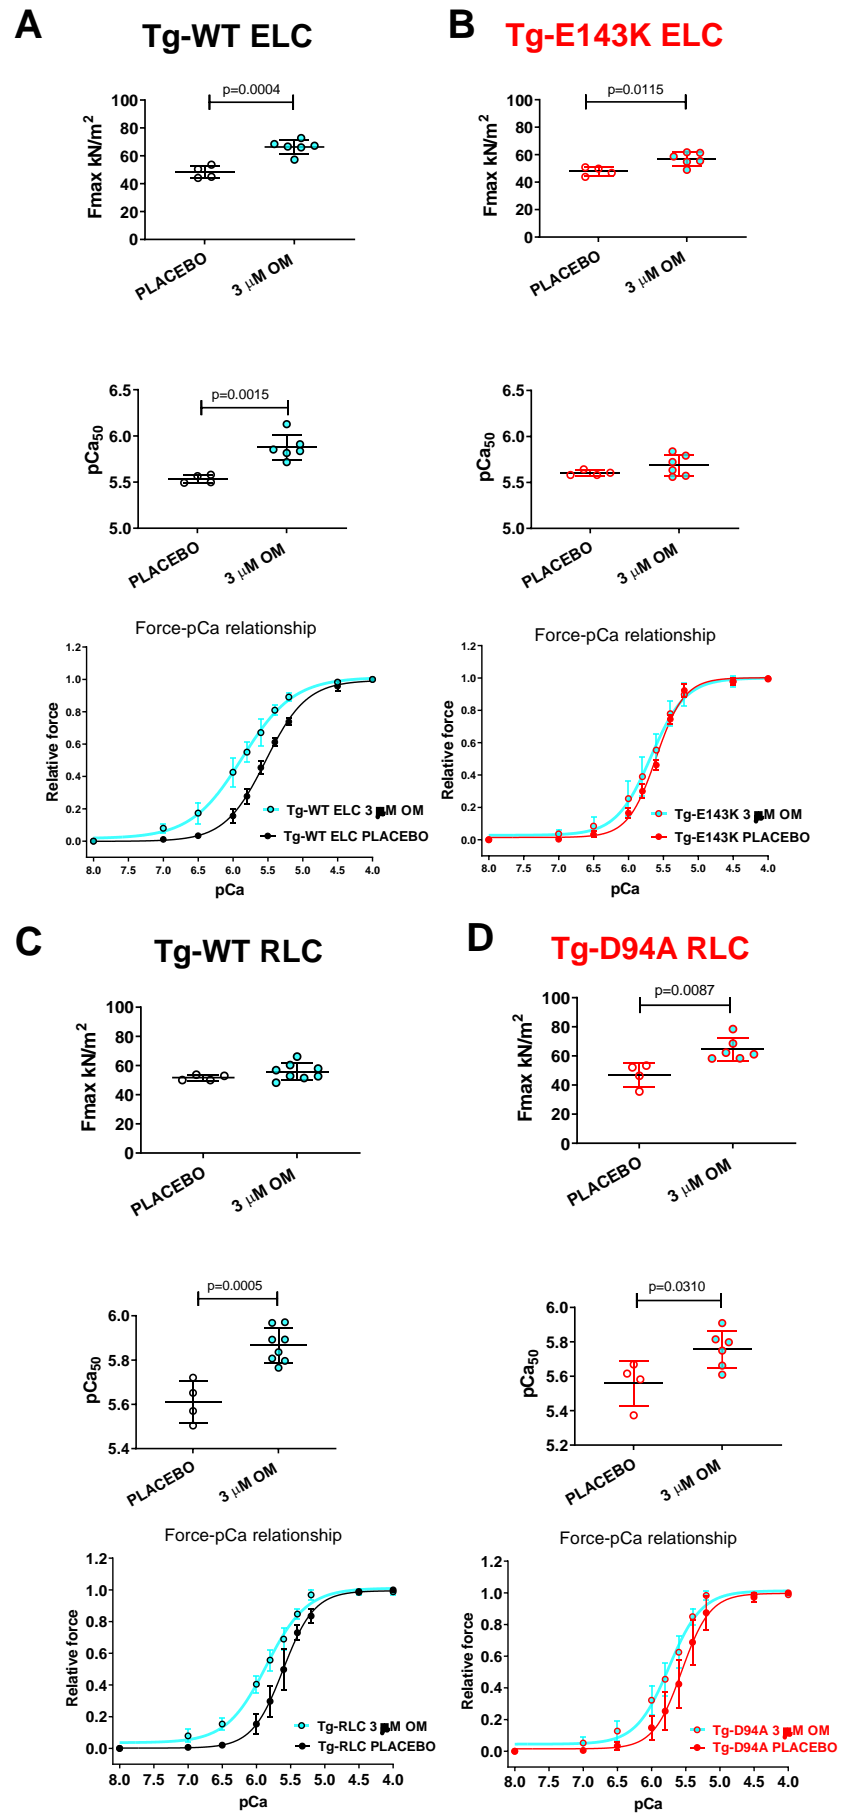 A
Tg-WT ELC
p=0.0004
Fmax kN/m2
100
80
60
40
20
0
PLACEBO
3 μM OM
p=0.0015
pCa50
6.5
6.0
5.5
5.0
PLACEBO
3 μM OM
Force-pCa relationship
Relative force
1.2
1.0
0.8
0.6
0.4
0.2
0.0
Tg-WT ELC 3 μM OM
Tg-WT ELC PLACEBO
8.0 7.5 7.0 6.5 6.0 5.5 5.0 4.5 4.0
pCa
B
Tg-E143K ELC
p=0.0115
Fmax kN/m2
100
80
60
40
20
0
PLACEBO
3 μM OM
pCa50
6.5
6.0
5.5
5.0
PLACEBO
3 μM OM
Force-pCa relationship
Relative force
1.2
1.0
0.8
0.6
0.4
0.2
0.0
Tg-E143K 3 μM OM
Tg-E143K PLACEBO
8.0 7.5 7.0 6.5 6.0 5.5 5.0 4.5 4.0
pCa
C
Tg-WT RLC
Fmax kN/m2
100
80
60
40
20
0
PLACEBO
3 μM OM
p=0.0005
pCa50
6.0
5.8
5.6
5.4
PLACEBO
3 μM OM
Force-pCa relationship
Relative force
1.2
1.0
0.8
0.6
0.4
0.2
0.0
Tg-RLC 3 μM OM
Tg-RLC PLACEBO
8.0 7.5 7.0 6.5 6.0 5.5 5.0 4.5 4.0
pCa
D
Tg-D94A RLC
p=0.0087
Fmax kN/m2
100
80
60
40
20
0
PLACEBO
3 μM OM
p=0.0310
pCa50
6.0
5.8
5.6
5.4
5.2
PLACEBO
3 μM OM
Force-pCa relationship
Relative force
1.2
1.0
0.8
0.6
0.4
0.2
0.0
Tg-D94A 3 μM OM
Tg-D94A PLACEBO
8.0 7.5 7.0 6.5 6.0 5.5 5.0 4.5 4.0
pCa